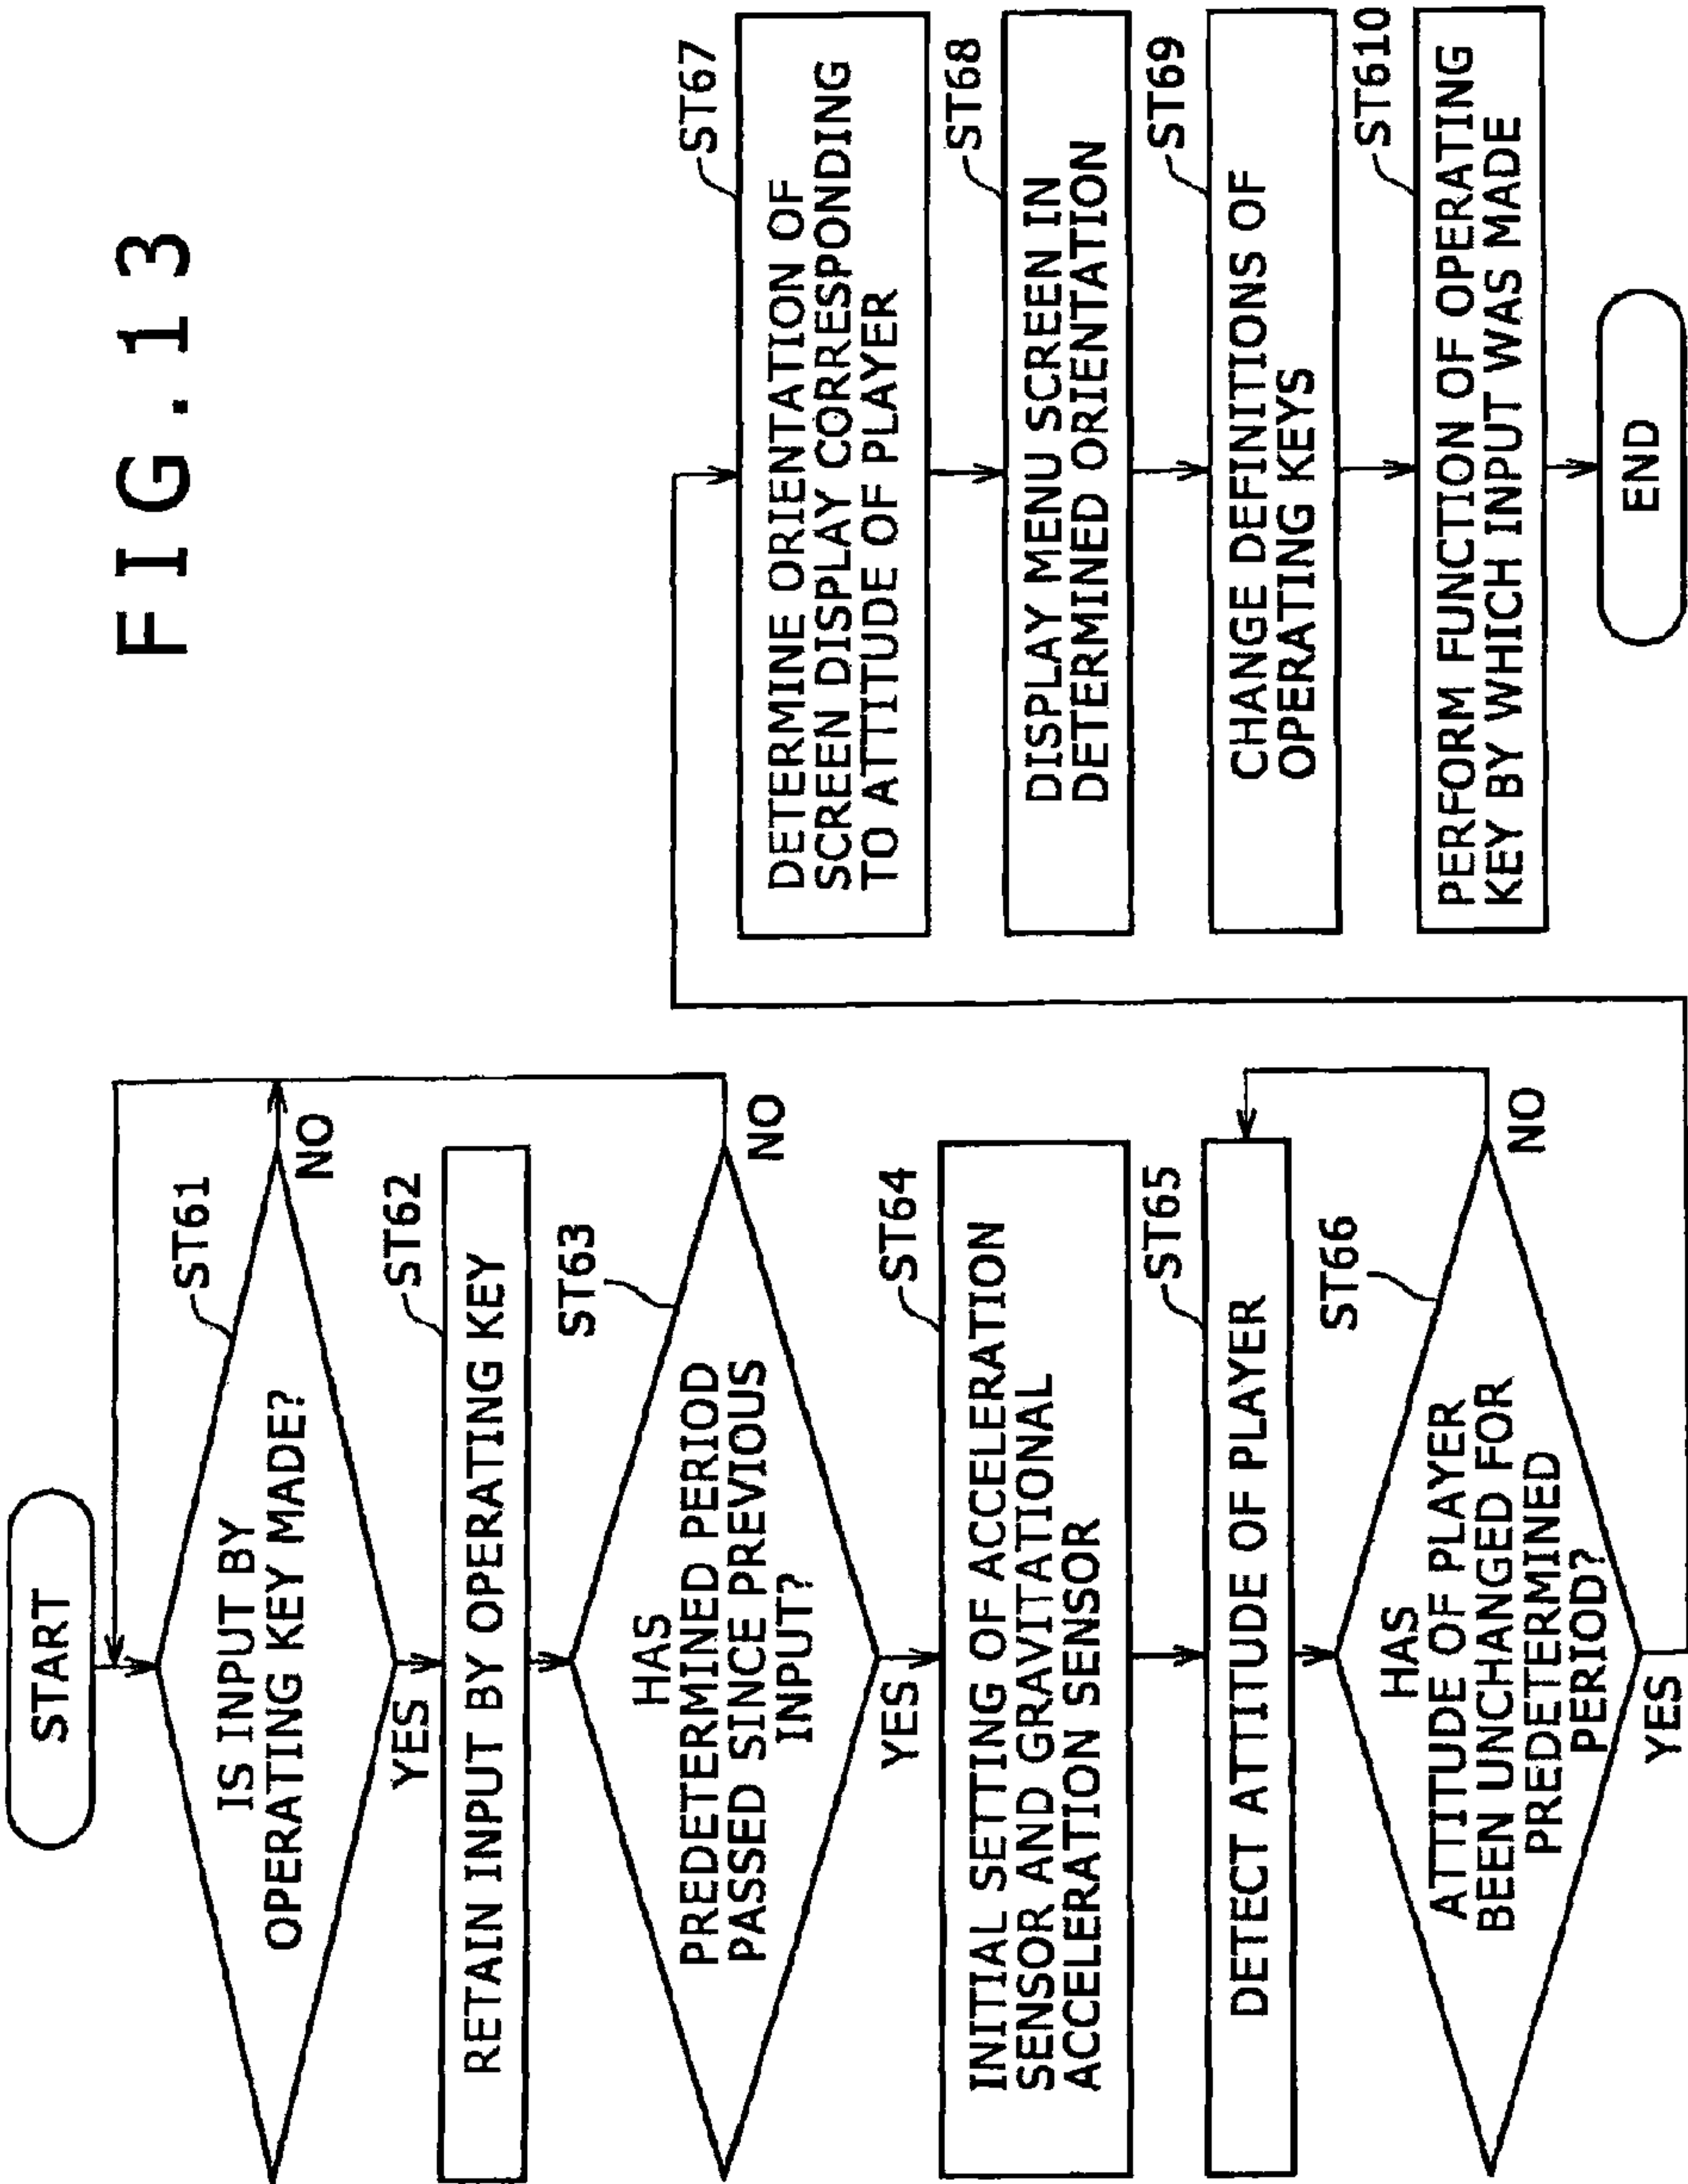 FIG.13
START
ST61
IS INPUT BY
OPERATING KEY MADE?
NO
YES
ST62
RETAIN INPUT BY OPERATING KEY
ST63
HAS
PREDETERMINED PERIOD
PASSED SINCE PREVIOUS
INPUT?
NO
YES
ST64
INITIAL SETTING OF ACCELERATION
SENSOR AND GRAVITATIONAL
ACCELERATION SENSOR
ST65
DETECT ATTITUDE OF PLAYER
ST66
HAS
ATTITUDE OF PLAYER
BEEN UNCHANGED FOR
PREDETERMINED
PERIOD?
NO
YES
ST67
DETERMINE ORIENTATION OF
SCREEN DISPLAY CORRESPONDING
TO ATTITUDE OF PLAYER
ST68
DISPLAY MENU SCREEN IN
DETERMINED ORIENTATION
ST69
CHANGE DEFINITIONS OF
OPERATING KEYS
ST610
PERFORM FUNCTION OF OPERATING
KEY BY WHICH INPUT WAS MADE
END